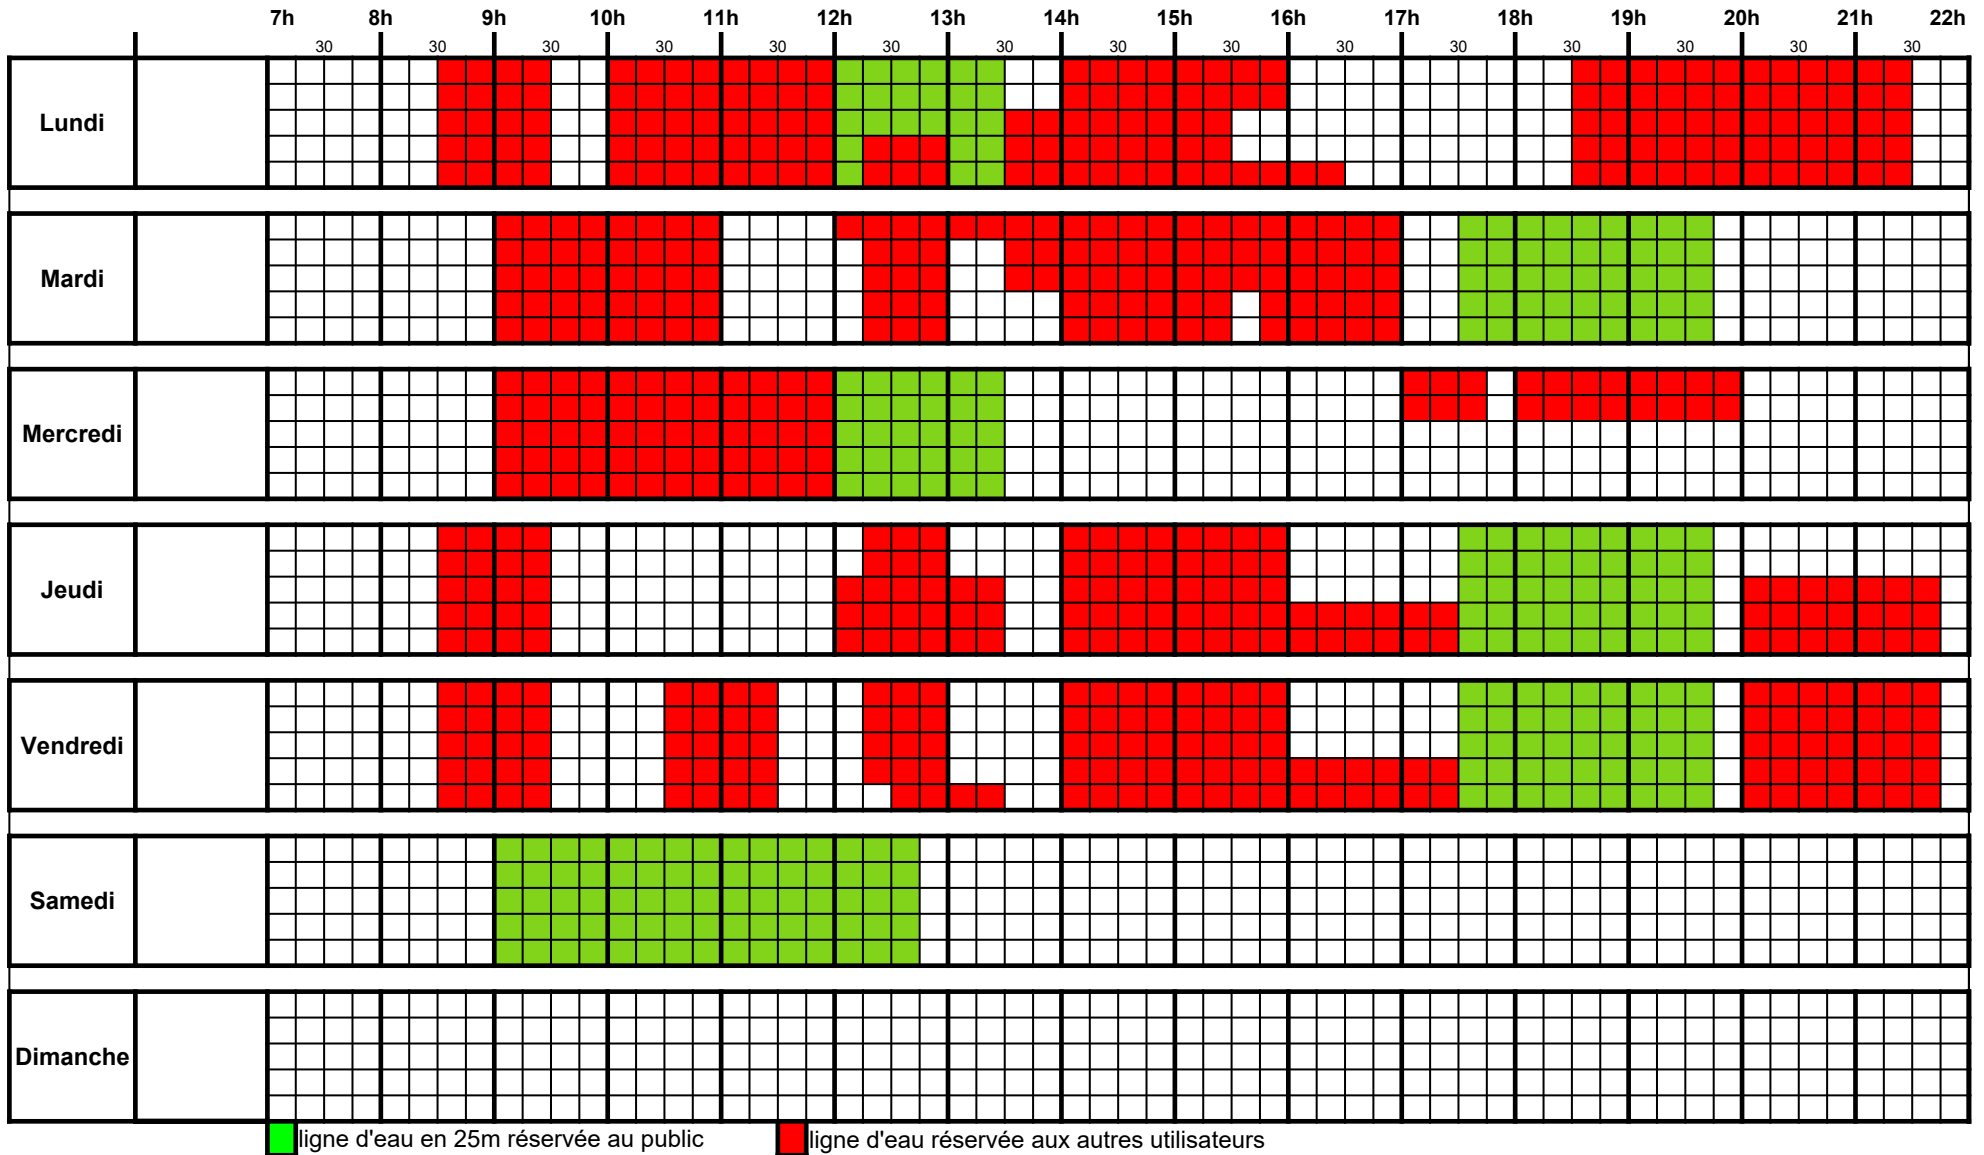 7h 8h 9h 10h 11h 12h 13h 14h 15h 16h 17h 18h 19h 20h 21h 22h
30 30 30 30 30 30 30 30 30 30 30 30 30 30 30
Lundi
Mardi
Mercredi
Jeudi
Vendredi
Samedi
Dimanche
ligne d'eau en 25m réservée au public ligne d'eau réservée aux autres utilisateurs